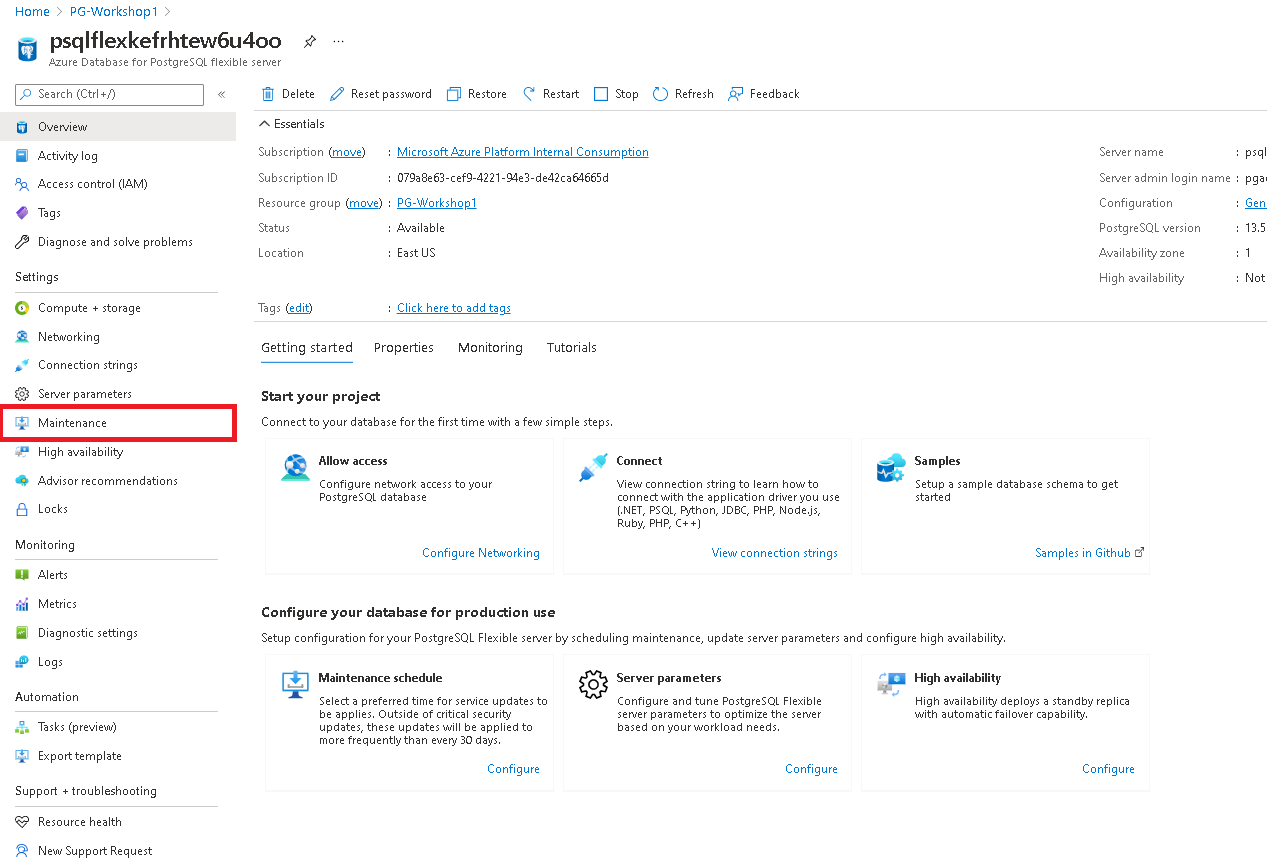 Home > PG-Workshop1 >
psqlflexkefrhtew6u4oo ...
Azure Database for PostgreSQL flexible server
Search (Ctrl+/) «
Overview
Activity log
Access control (IAM)
Tags
Diagnose and solve problems
Settings
Compute + storage
Networking
Connection strings
Server parameters
Maintenance
High availability
Advisor recommendations
Locks
Monitoring
Alerts
Metrics
Diagnostic settings
Logs
Automation
Tasks (preview)
Export template
Support + troubleshooting
Resource health
New Support Request
Delete Reset password Restore Restart Stop Refresh Feedback
Essentials
Subscription (move) : Microsoft Azure Platform Internal Consumption
Subscription ID : 079a8e63-cef9-4221-94e3-de42ca64665d
Resource group (move) : PG-Workshop1
Status : Available
Location : East US
Server name : psql
Server admin login name : pga
Configuration : Gen
PostgreSQL version : 13.5
Availability zone : 1
High availability : Not
Tags (edit) : Click here to add tags
Getting started Properties Monitoring Tutorials
Start your project
Connect to your database for the first time with a few simple steps.
Allow access
Configure network access to your
PostgreSQL database
Configure Networking
Connect
View connection string to learn how to
connect with the application driver you use
(.NET, PSQL, Python, JDBC, PHP, Node.js,
Ruby, PHP, C++)
View connection strings
Samples
Setup a sample database schema to get
started
Samples in Github
Configure your database for production use
Setup configuration for your PostgreSQL Flexible server by scheduling maintenance, update server parameters and configure high availability.
Maintenance schedule
Select a preferred time for service updates to
be applies. Outside of critical security
updates, these updates will be applied to
more frequently than every 30 days.
Configure
Server parameters
Configure and tune PostgreSQL Flexible
server parameters to optimize the server
based on your workload needs.
Configure
High availability
High availability deploys a standby replica
with automatic failover capability.
Configure